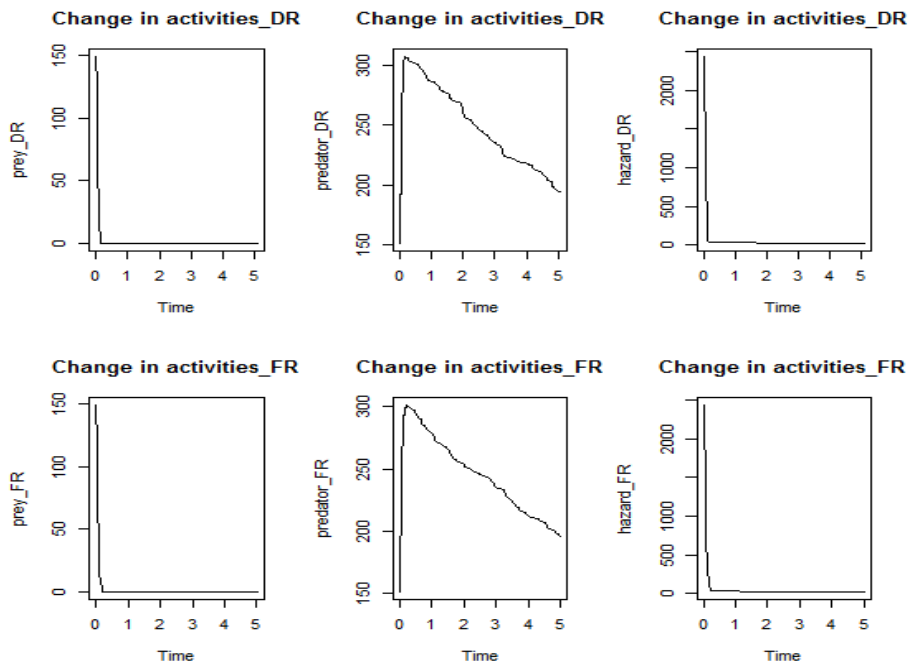 Change in activities_DR
prey_DR
0 50 100 150
0 1 2 3 4 5
Time
Change in activities_DR
predator_DR
150 200 250 300
0 1 2 3 4 5
Time
Change in activities_DR
hazard_DR
0 500 1000 2000
0 1 2 3 4 5
Time
Change in activities_FR
prey_FR
0 50 100 150
0 1 2 3 4 5
Time
Change in activities_FR
predator_FR
150 200 250 300
0 1 2 3 4 5
Time
Change in activities_FR
hazard_FR
0 500 1000 2000
0 1 2 3 4 5
Time